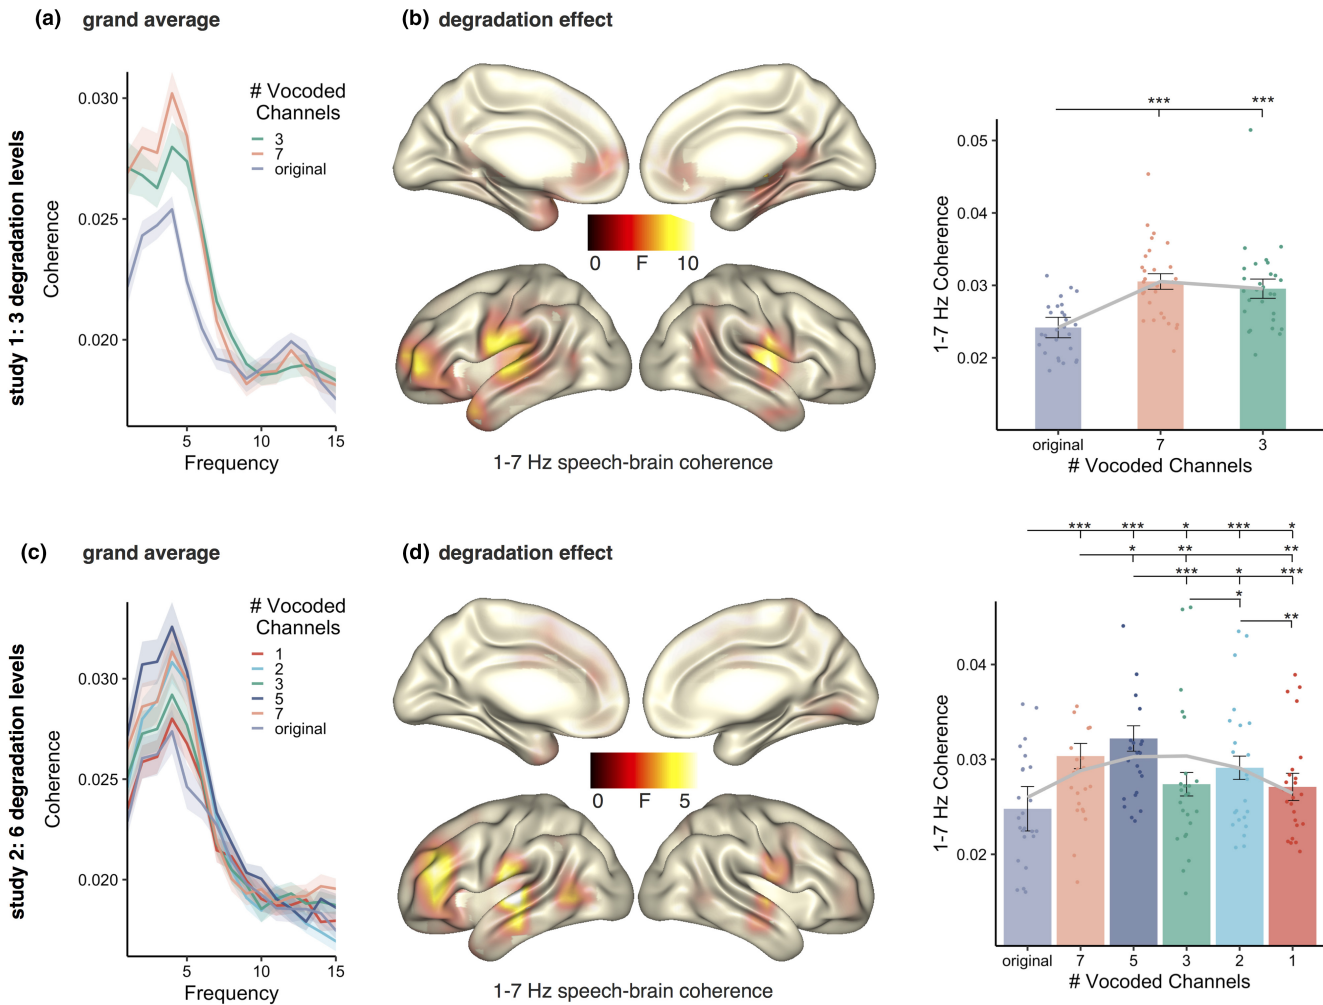 (a) grand average
(b) degradation effect
study 1: 3 degradation levels
Coherence
0.030
0.025
0.020
# Vocoded
Channels
3
7
original
5 10 15
Frequency
0 F 10
1-7 Hz speech-brain coherence
*** ***
1-7 Hz Coherence
0.05
0.04
0.03
0.02
original 7 3
# Vocoded Channels
(c) grand average
(d) degradation effect
study 2: 6 degradation levels
Coherence
0.030
0.025
0.020
# Vocoded
Channels
1
2
3
5
7
original
5 10 15
Frequency
0 F 5
1-7 Hz speech-brain coherence
*** *** * *** *
* ** **
*** * ***
*
**
1-7 Hz Coherence
0.04
0.03
0.02
original 7 5 3 2 1
# Vocoded Channels